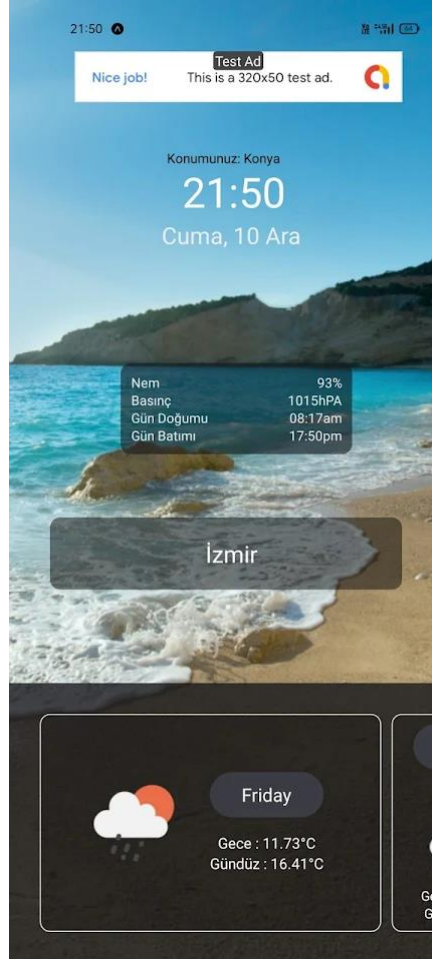 21:50
64
Test Ad
Nice job! This is a 320x50 test ad.
Konumunuz: Konya
21:50
Cuma, 10 Ara
Nem 93%
Basınç 1015hPA
Gün Doğumu 08:17am
Gün Batımı 17:50pm
İzmir
Friday
Gece : 11.73°C
Gündüz : 16.41°C